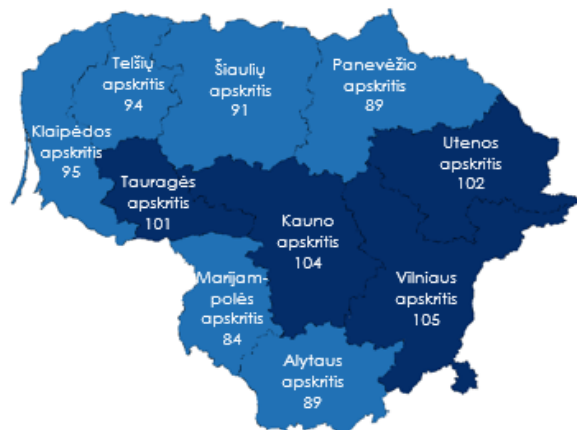 Telšių
apskritis
94
Šiaulių
apskritis
91
Panevėžio
apskritis
89
Klaipėdos
apskritis
95
Utenos
apskritis
102
Tauragės
apskritis
101
Kauno
apskritis
104
Marijam-
polės
apskritis
84
Vilniaus
apskritis
105
Alytaus
apskritis
89